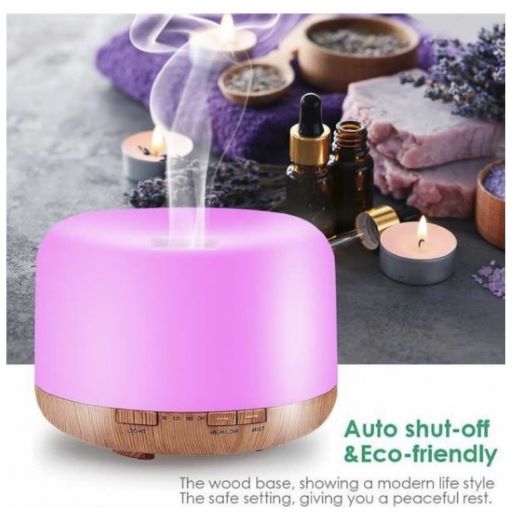 LIGHT
HIGH/LOW
MIST
Auto shut-off
&Eco-friendly
The wood base, showing a modern life style
The safe setting, giving you a peaceful rest.